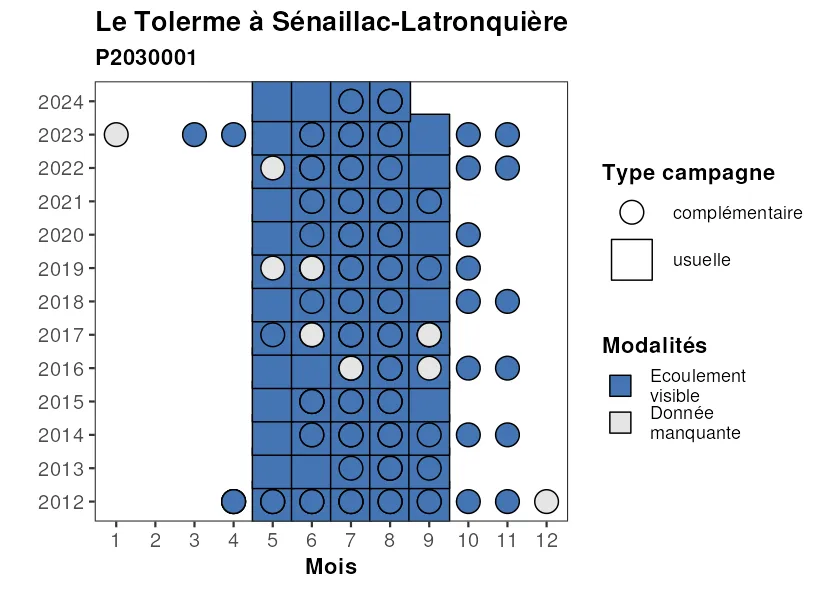 Le Tolerme à Sénaillac-Latronquière
P2030001
2024
2023
2022
2021
2020
2019
2018
2017
2016
2015
2014
2013
2012
1 2 3 4 5 6 7 8 9 10 11 12
Mois
Type campagne
complémentaire
usuelle
Modalités
Ecoulement
visible
Donnée
manquante